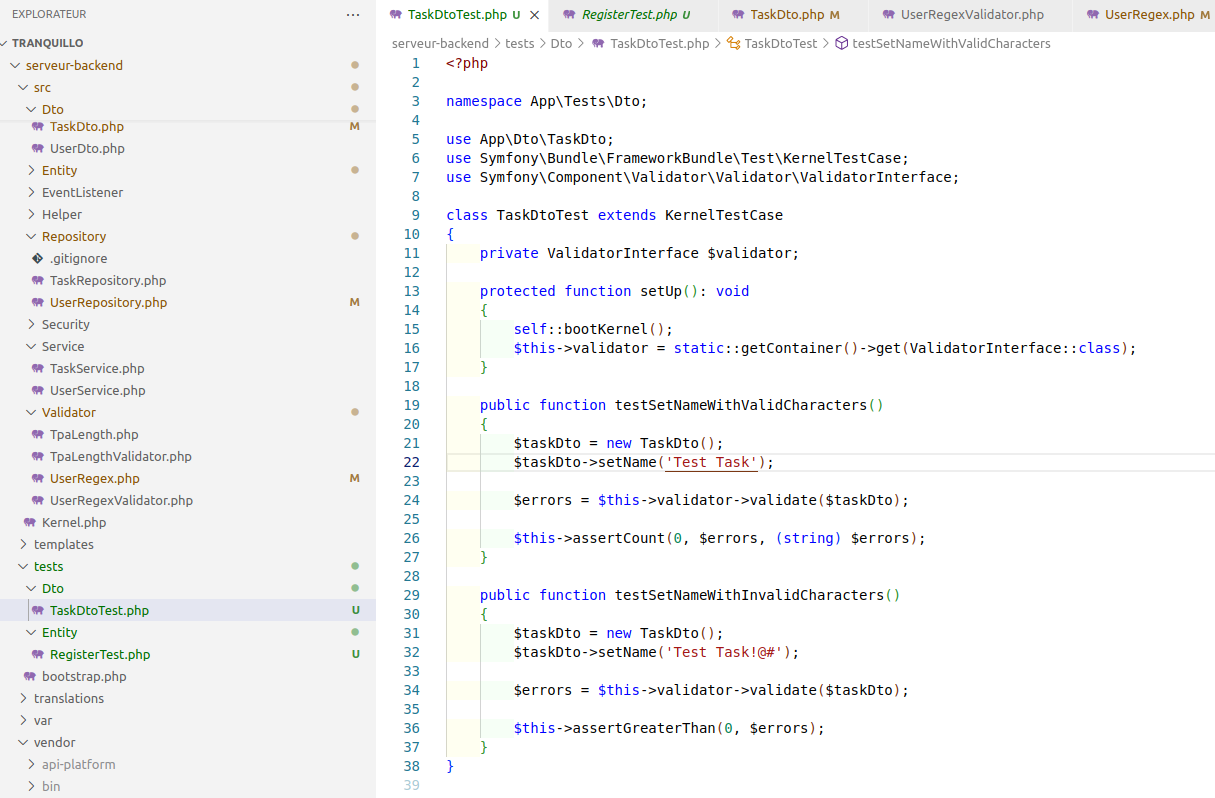 EXPLORATEUR ...
TRANQUILLO
serveur-backend
src
Dto
TaskDto.php M
UserDto.php
Entity
EventListener
Helper
Repository
.gitignore
TaskRepository.php
UserRepository.php M
Security
Service
TaskService.php
UserService.php
Validator
TpaLength.php
TpaLengthValidator.php
UserRegex.php M
UserRegexValidator.php
Kernel.php
templates
tests
Dto
TaskDtoTest.php U
Entity
RegisterTest.php U
bootstrap.php
translations
var
vendor
api-platform
bin
TaskDtoTest.php U RegisterTest.php U TaskDto.php M UserRegexValidator.php UserRegex.php M
serveur-backend > tests > Dto > TaskDtoTest.php > TaskDtoTest > testSetNameWithValidCharacters
1 <?php
2
3 namespace App\Tests\Dto;
4
5 use App\Dto\TaskDto;
6 use Symfony\Bundle\FrameworkBundle\Test\KernelTestCase;
7 use Symfony\Component\Validator\Validator\ValidatorInterface;
8
9 class TaskDtoTest extends KernelTestCase
10 {
11 private ValidatorInterface $validator;
12
13 protected function setUp(): void
14 {
15 self::bootKernel();
16 $this->validator = static::getContainer()->get(ValidatorInterface::class);
17 }
18
19 public function testSetNameWithValidCharacters()
20 {
21 $taskDto = new TaskDto();
22 $taskDto->setName('Test Task');
23
24 $errors = $this->validator->validate($taskDto);
25
26 $this->assertCount(0, $errors, (string) $errors);
27 }
28
29 public function testSetNameWithInvalidCharacters()
30 {
31 $taskDto = new TaskDto();
32 $taskDto->setName('Test Task!@#');
33
34 $errors = $this->validator->validate($taskDto);
35
36 $this->assertGreaterThan(0, $errors);
37 }
38 }
39